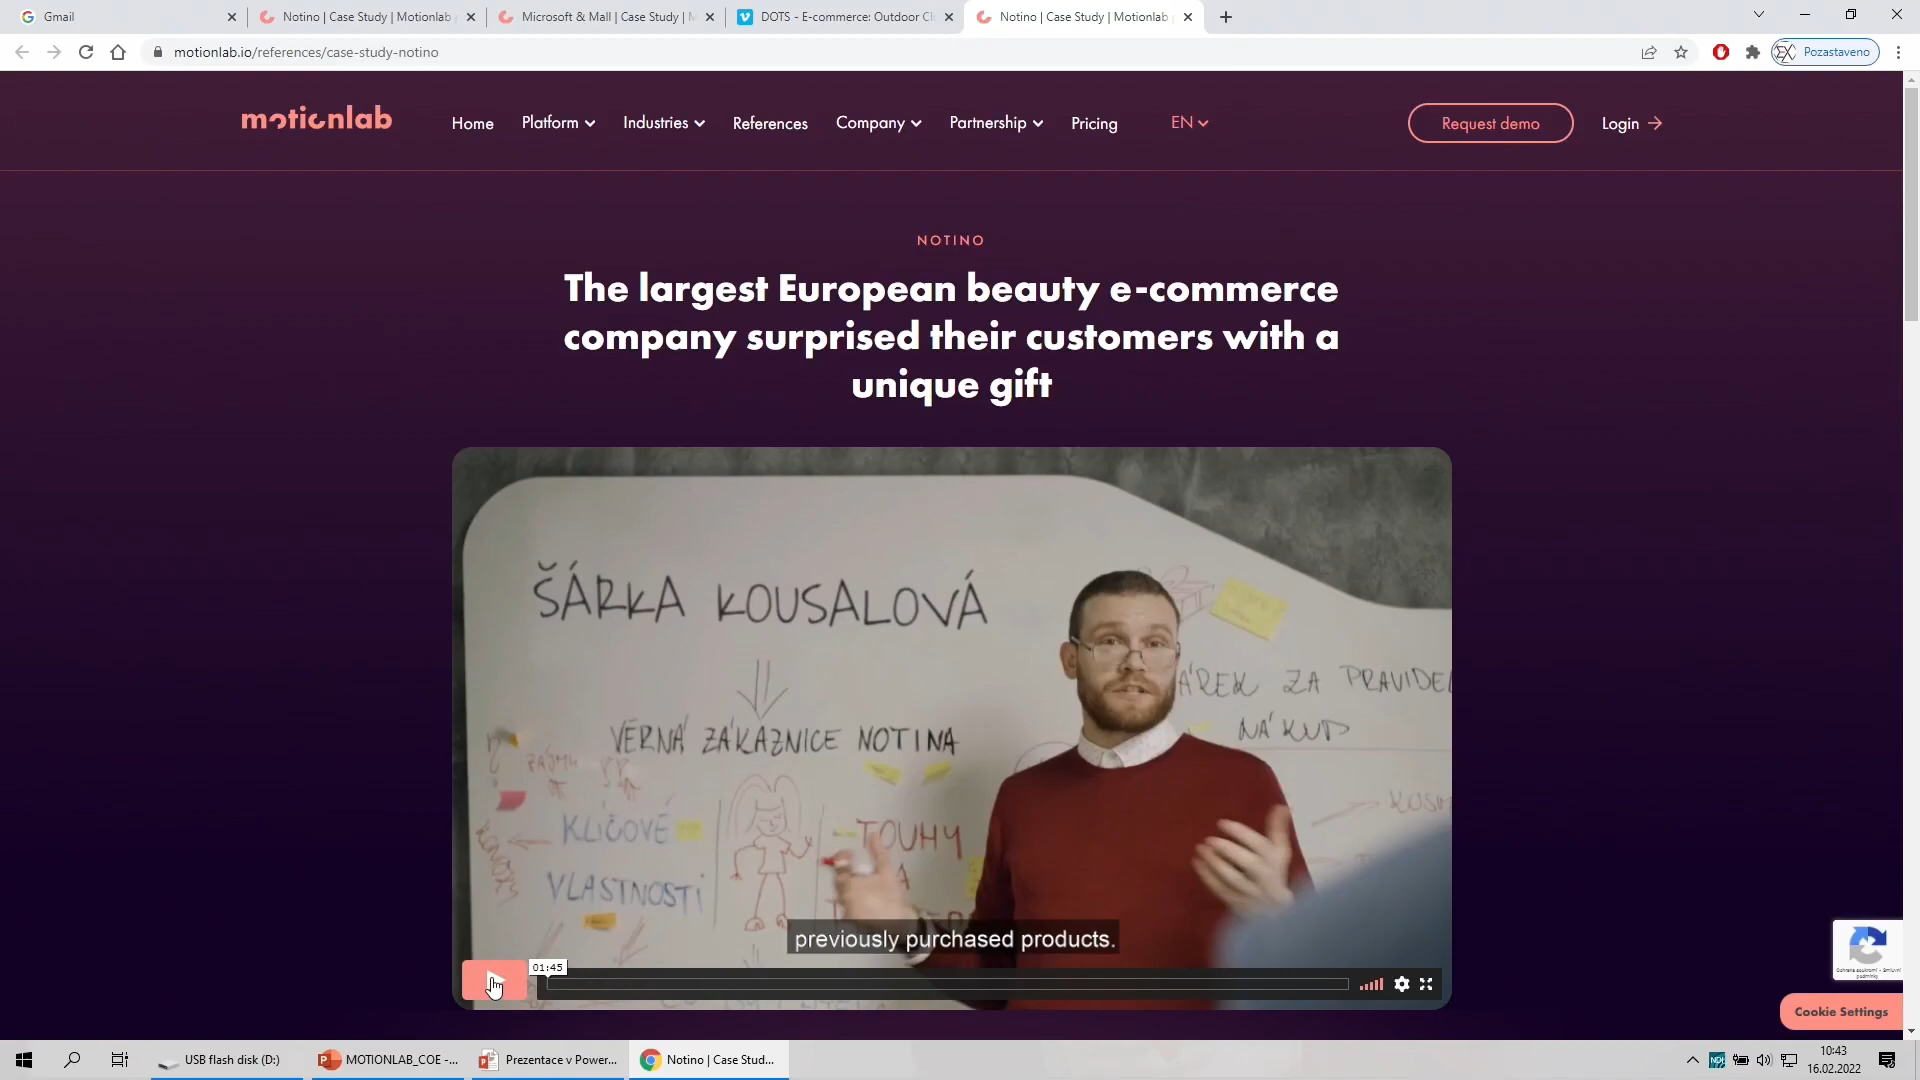 Gmail
Notino | Case Study | Motionlab
Microsoft & Mall | Case Study | M
DOTS - E-commerce: Outdoor Cl
Notino | Case Study | Motionlab
motionlab.io/references/case-study-notino
Pozastaveno
motionlab
Home
Platform
Industries
References
Company
Partnership
Pricing
EN
Request demo
Login
NOTINO
The largest European beauty e-commerce
company surprised their customers with a
unique gift
ŠÁRKA KOUSALOVÁ
VĚRNÁ ZÁKAZNICE NOTINA
ÁREK ZA PRAVIDEL
NÁKUP
KLÍČOVÉ
VLASTNOSTI
TOUHY
A
previously purchased products.
01:45
Cookie Settings
USB flash disk (D:)
MOTIONLAB_COE -...
Prezentace v Power...
Notino | Case Stud...
10:43
16.02.2022